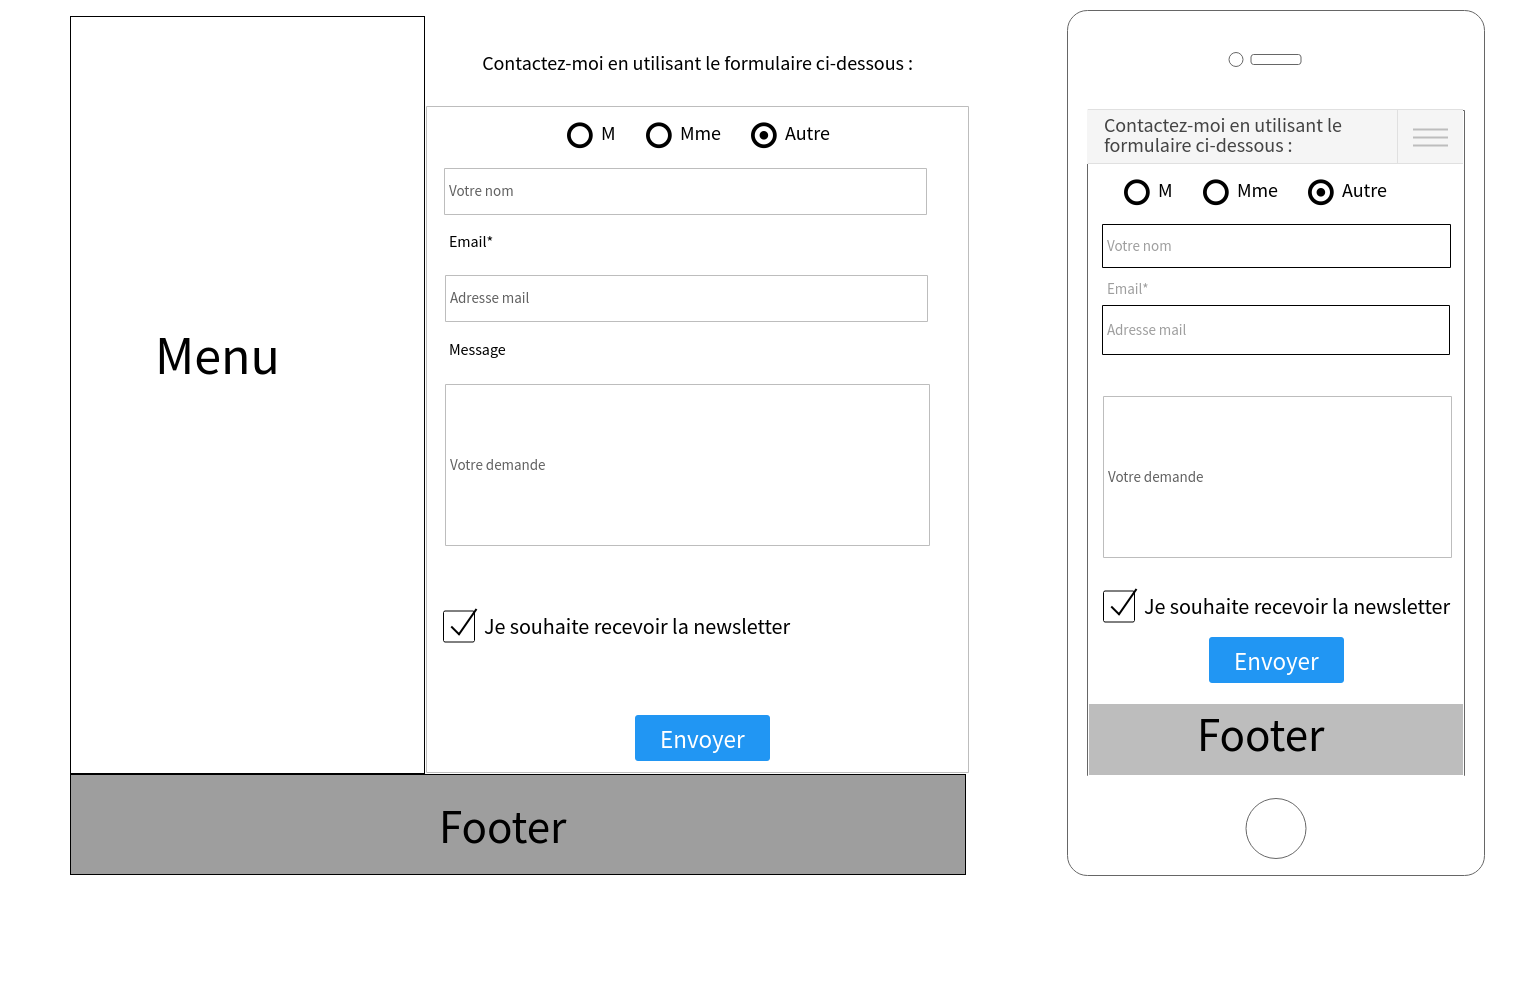 Contactez-moi en utilisant le formulaire ci-dessous :
M Mme Autre
Votre nom
Email*
Adresse mail
Message
Votre demande
Je souhaite recevoir la newsletter
Envoyer
Menu
Footer
Contactez-moi en utilisant le
formulaire ci-dessous :
M Mme Autre
Votre nom
Email*
Adresse mail
Votre demande
Je souhaite recevoir la newsletter
Envoyer
Footer